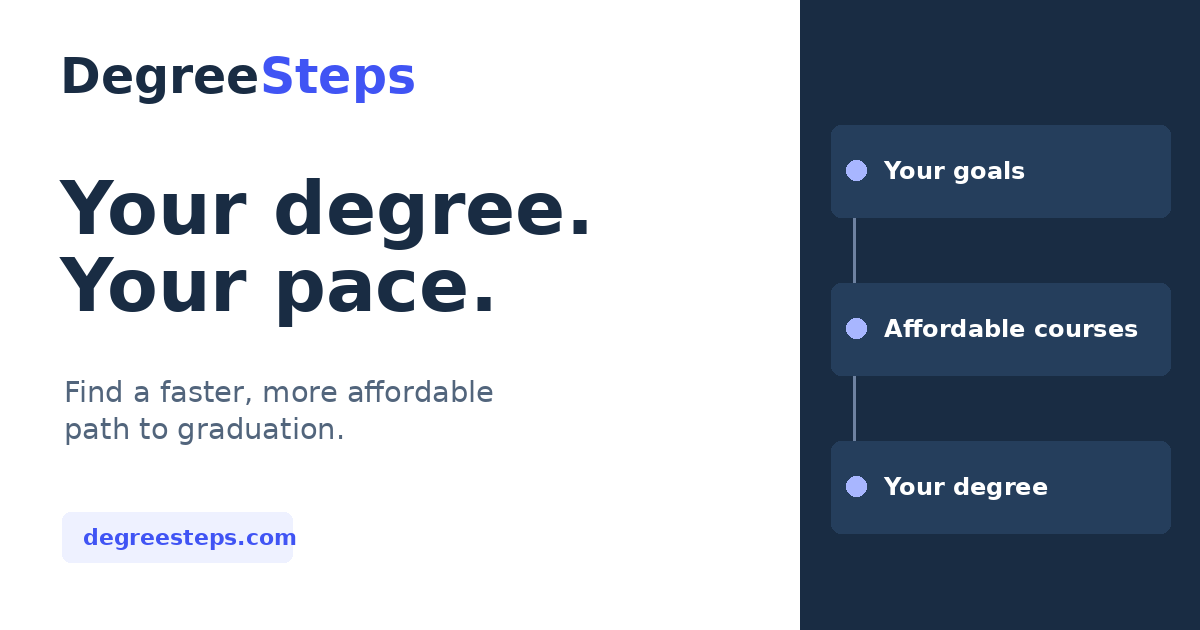 DegreeSteps
Your degree.
Your pace.
Find a faster, more affordable
path to graduation.
degreesteps.com
Your goals
Affordable courses
Your degree